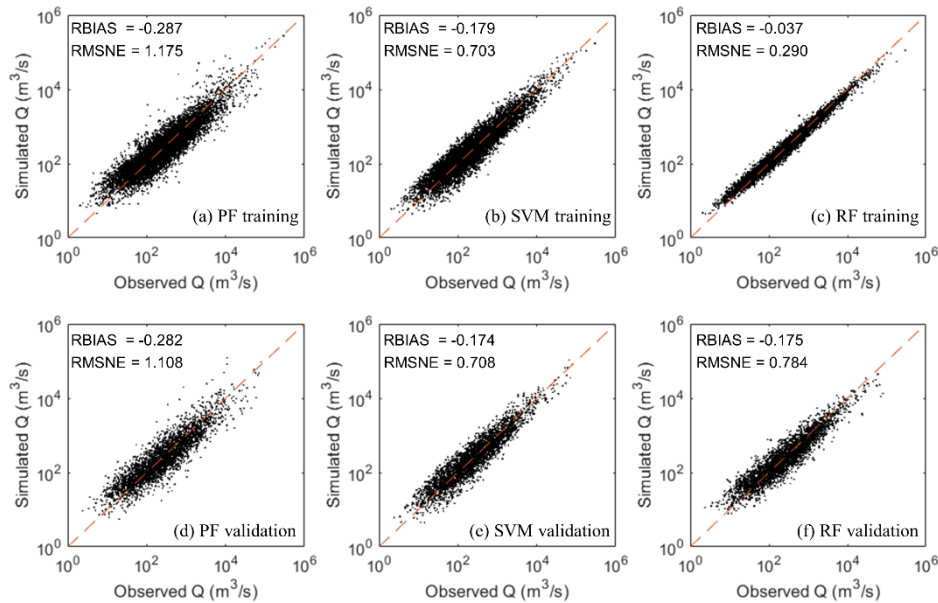 RBIAS = -0.287
RMSNE = 1.175
10^6
10^4
10^2
10^0
Simulated Q (m^3/s)
(a) PF training
10^0 10^2 10^4 10^6
Observed Q (m^3/s)
RBIAS = -0.179
RMSNE = 0.703
10^6
10^4
10^2
10^0
Simulated Q (m^3/s)
(b) SVM training
10^0 10^2 10^4 10^6
Observed Q (m^3/s)
RBIAS = -0.037
RMSNE = 0.290
10^6
10^4
10^2
10^0
Simulated Q (m^3/s)
(c) RF training
10^0 10^2 10^4 10^6
Observed Q (m^3/s)
RBIAS = -0.282
RMSNE = 1.108
10^6
10^4
10^2
10^0
Simulated Q (m^3/s)
(d) PF validation
10^0 10^2 10^4 10^6
Observed Q (m^3/s)
RBIAS = -0.174
RMSNE = 0.708
10^6
10^4
10^2
10^0
Simulated Q (m^3/s)
(e) SVM validation
10^0 10^2 10^4 10^6
Observed Q (m^3/s)
RBIAS = -0.175
RMSNE = 0.784
10^6
10^4
10^2
10^0
Simulated Q (m^3/s)
(f) RF validation
10^0 10^2 10^4 10^6
Observed Q (m^3/s)